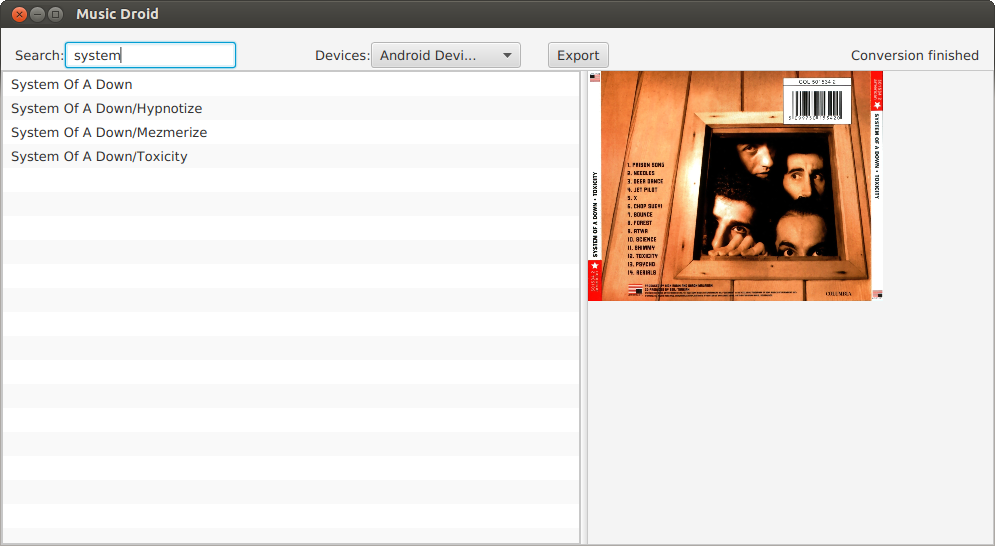 Music Droid
Search: system
Devices: Android Devi...
Export
Conversion finished
System Of A Down
System Of A Down/Hypnotize
System Of A Down/Mezmerize
System Of A Down/Toxicity
COL 501534 2
SYSTEM OF A DOWN • TOXICITY
1. PRISON SONG
2. NEEDLES
3. DEER DANCE
4. JET PILOT
5. X
6. CHOP SUEY!
7. BOUNCE
8. FOREST
9. ATWA
10. SCIENCE
11. SHIMMY
12. TOXICITY
13. PSYCHO
14. AERIALS
COLUMBIA
SYSTEM OF A DOWN • TOXICITY